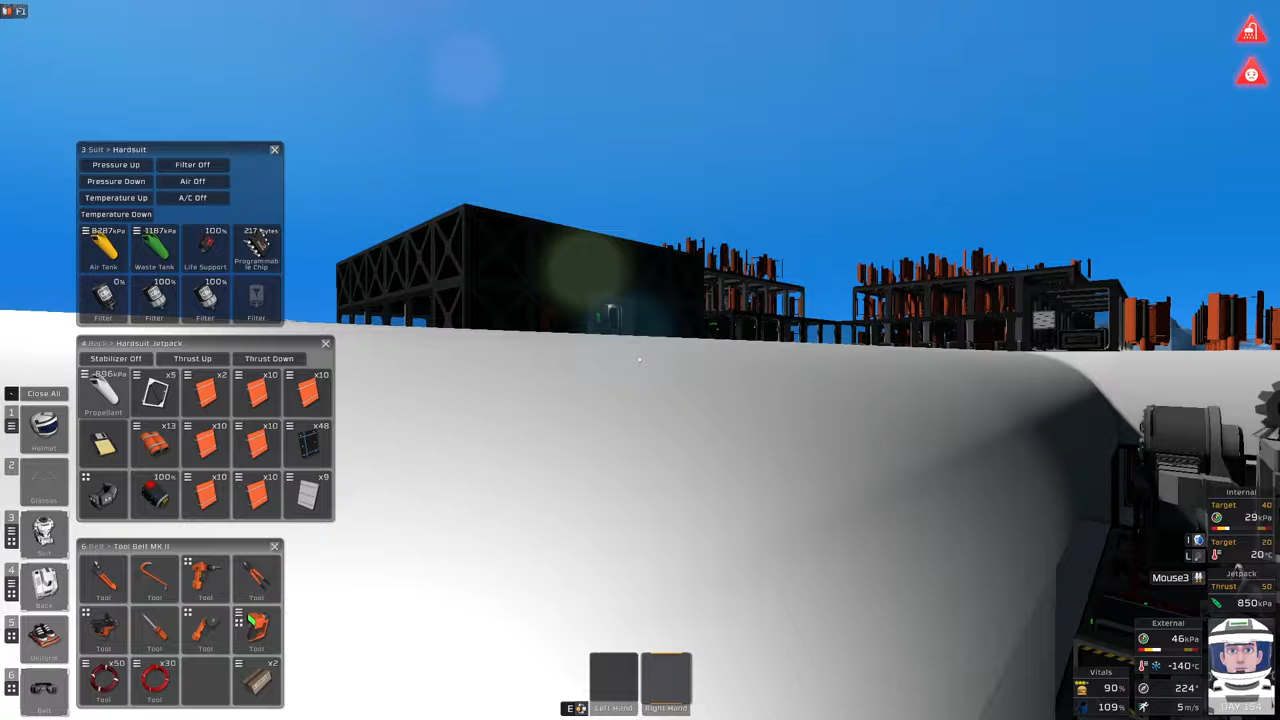 F1
3 Suit > Hardsuit
Pressure Up
Filter Off
Pressure Down
Air Off
Temperature Up
A/C Off
Temperature Down
8287kPa
1187kPa
100%
217 bytes
Air Tank
Waste Tank
Life Support
Programmable Chip
0%
100%
100%
Filter
Filter
Filter
Filter
4 Back > Hardsuit Jetpack
Stabilizer Off
Thrust Up
Thrust Down
896kPa
x5
x2
x10
x10
Propellant
x13
x10
x10
x48
100%
x10
x10
x9
Close All
1
Helmet
2
Glasses
3
Suit
4
Back
5
Uniform
6
Belt
6 Belt > Tool Belt MK II
Tool
Tool
Tool
Tool
Tool
Tool
Tool
Tool
x50
x30
x2
Tool
Tool
E
Left Hand
Right Hand
Internal
Target 40
29kPa
Target 20
20°C
I
L
Mouse3
Jetpack
Thrust 50
850kPa
External
46kPa
-140°C
224°
5m/s
Vitals
90%
109%
DAY 154